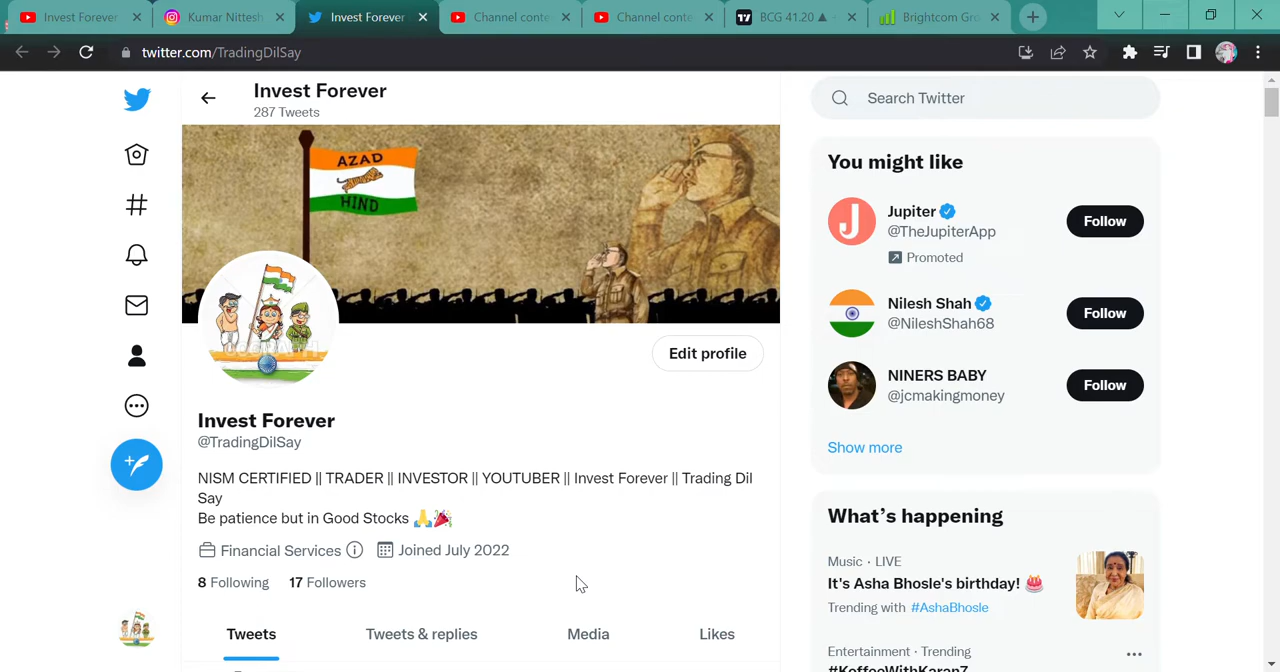 Invest Forever
Kumar Nittesh
Invest Forever
Channel conte
Channel conte
BCG 41.20 ▲
Brightcom Gro
twitter.com/TradingDilSay
Invest Forever
287 Tweets
AZAD
HIND
Edit profile
Invest Forever
@TradingDilSay
NISM CERTIFIED || TRADER || INVESTOR || YOUTUBER || Invest Forever || Trading Dil
Say
Be patience but in Good Stocks 🙏🎉
Financial Services
Joined July 2022
8 Following 17 Followers
Tweets
Tweets & replies
Media
Likes
Search Twitter
You might like
Jupiter
@TheJupiterApp
Promoted
Follow
Nilesh Shah
@NileshShah68
Follow
NINERS BABY
@jcmakingmoney
Follow
Show more
What's happening
Music · LIVE
It's Asha Bhosle's birthday! 🎂
Trending with #AshaBhosle
Entertainment · Trending
#KoffeeWithKaran7